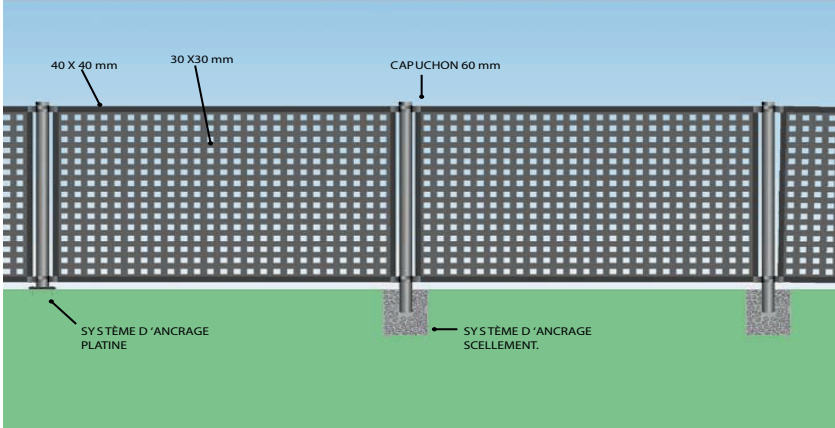 40 X 40 mm
30 X30 mm
CAPUCHON 60 mm
SYSTÈME D 'ANCRAGE
PLATINE
SYSTÈME D 'ANCRAGE
SCELLEMENT.